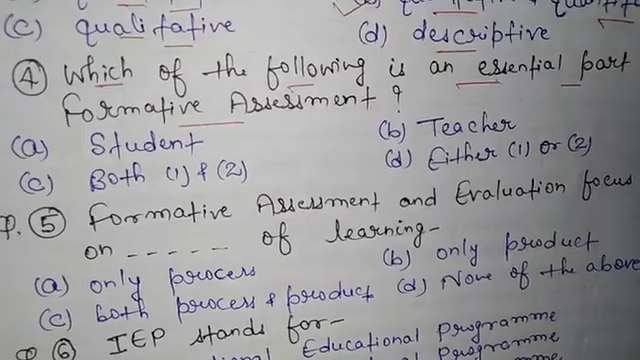 (c) qualitative (d) descriptive
(4) Which of the following is an essential part
Formative Assessment?
(a) Student (b) Teacher
(c) Both (1) & (2) (d) Either (1) or (2)
(5) Formative Assessment and Evaluation focus
on ----- of learning-
(a) only process (b) only product
(c) both process & product (d) None of the above
(6) IEP stands for-
Educational Programme
Programme